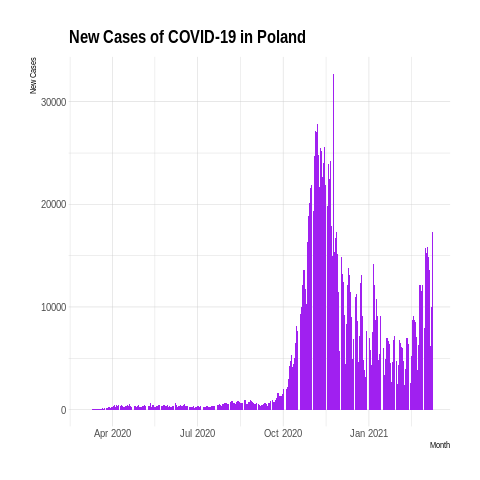 New Cases of COVID-19 in Poland
New Cases
30000
20000
10000
0
Apr 2020 Jul 2020 Oct 2020 Jan 2021
Month